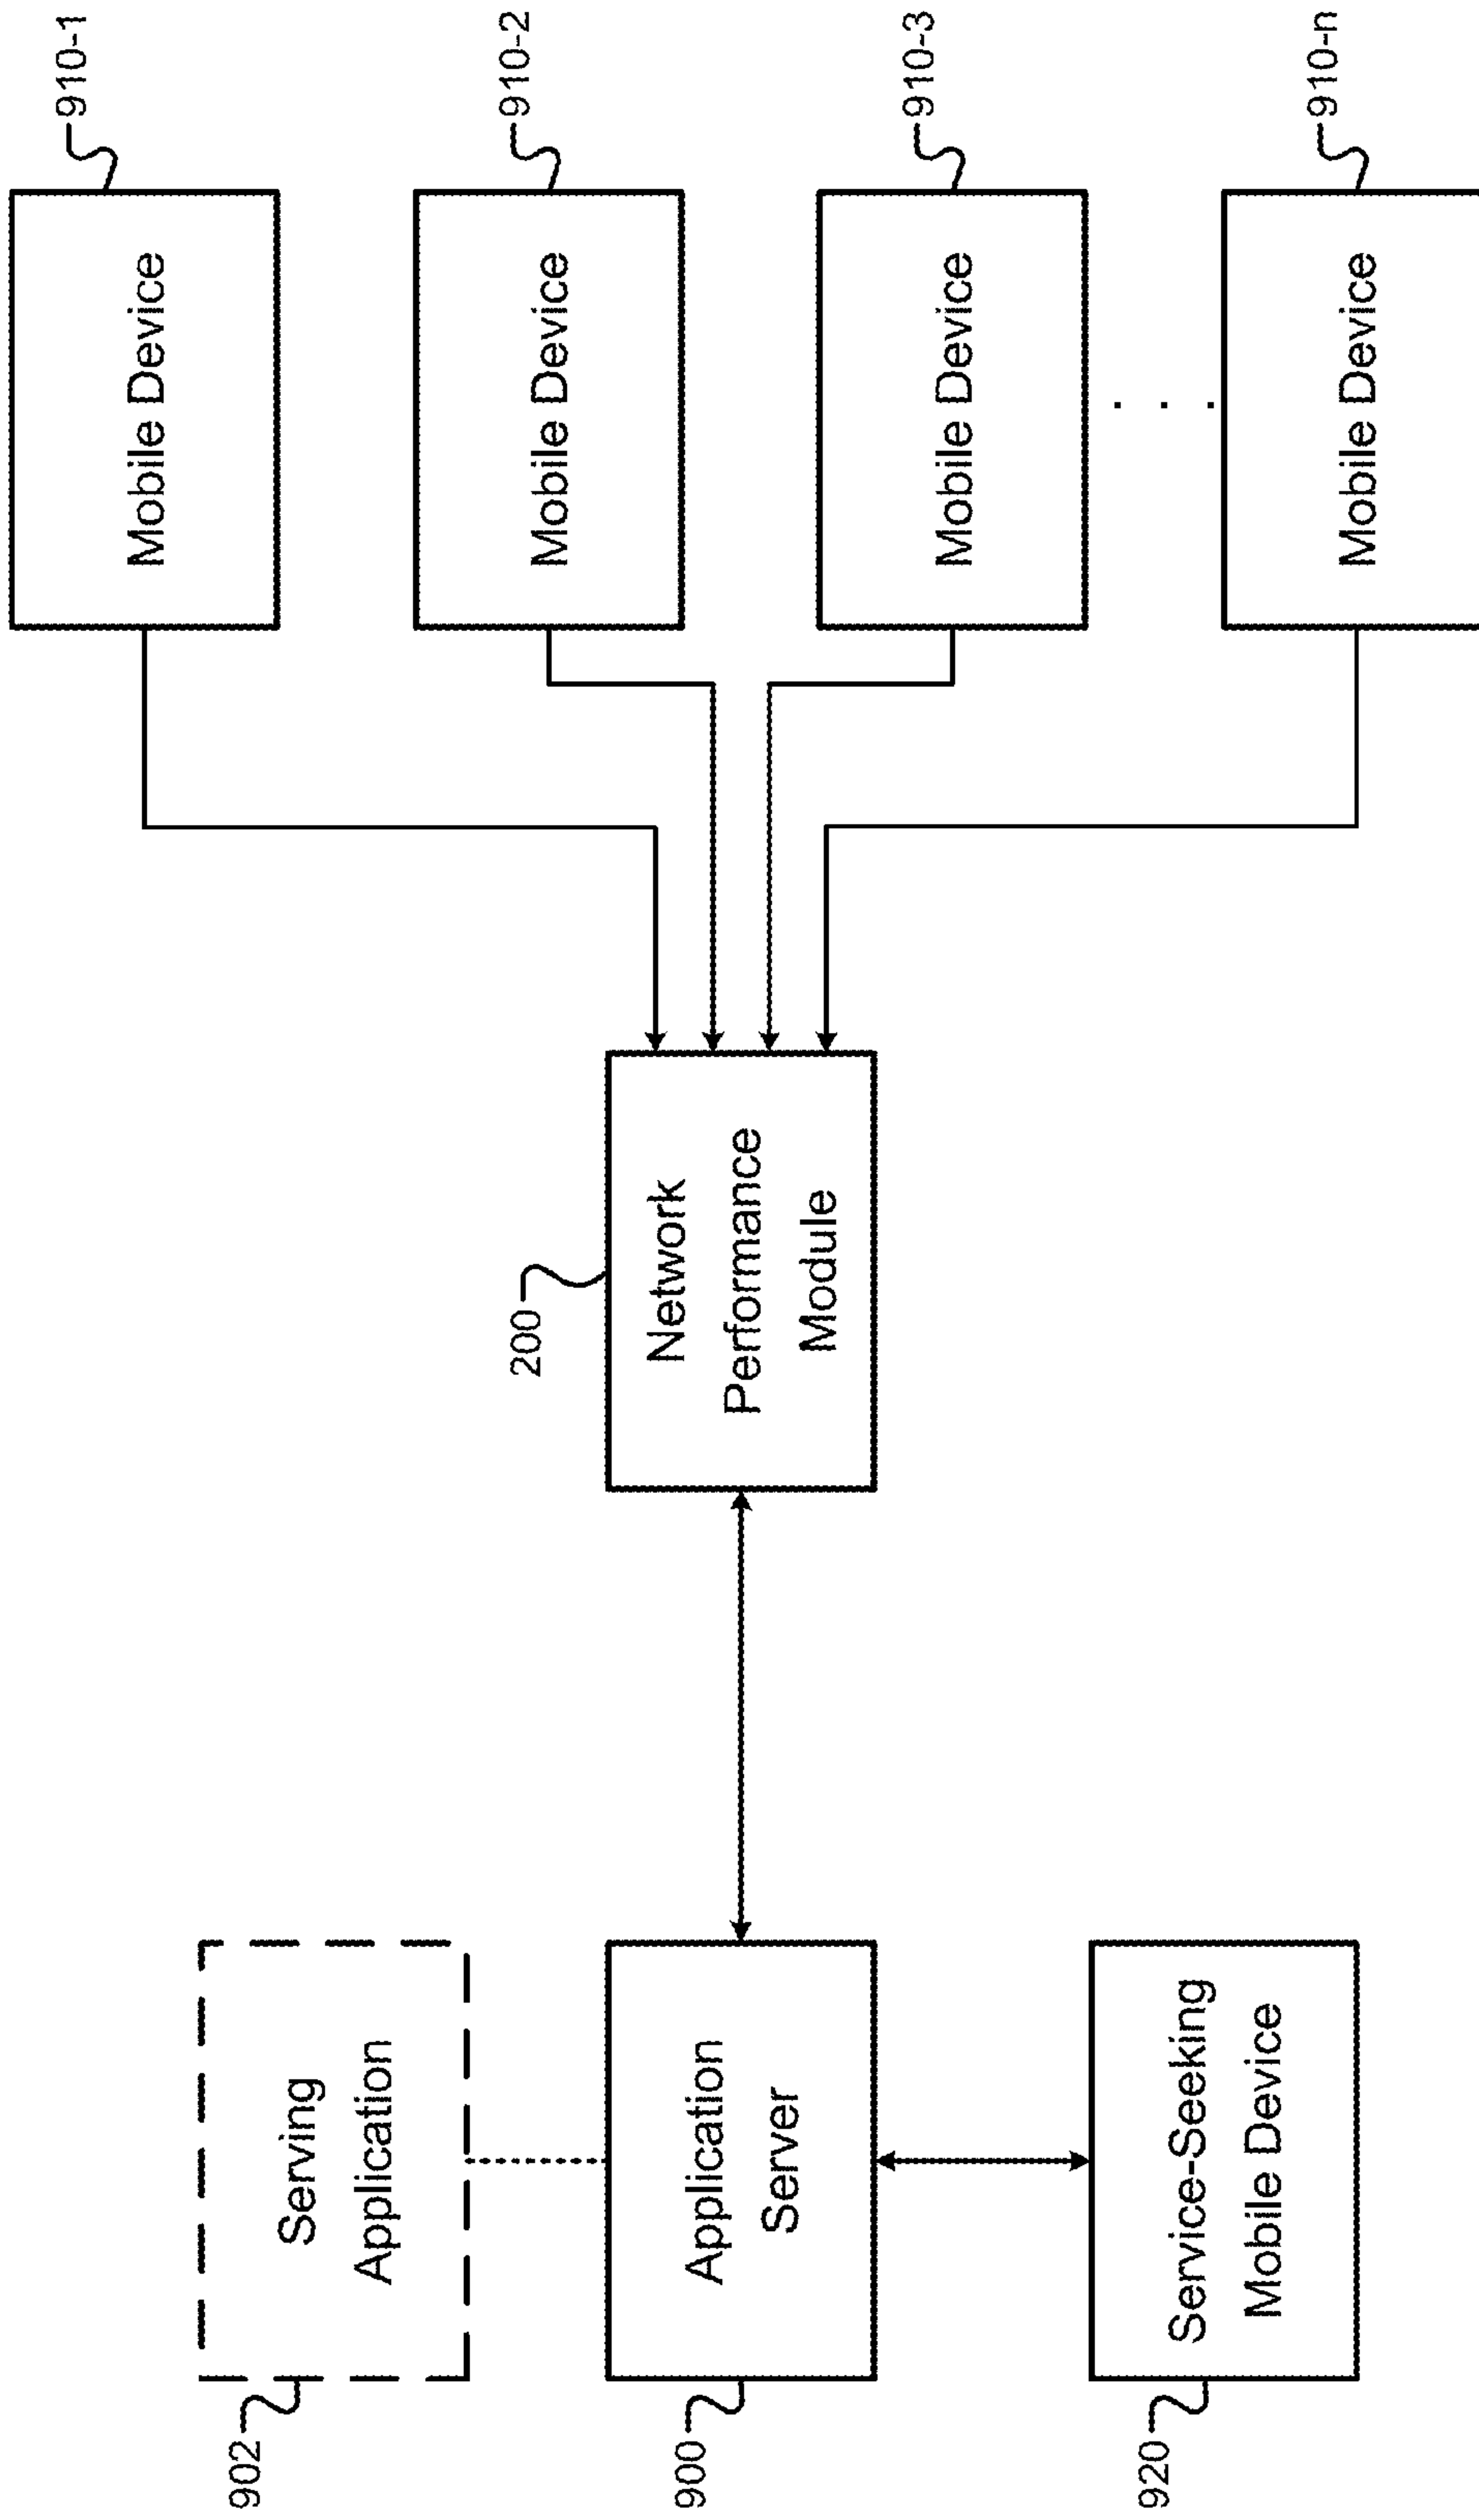 902
Serving
Application
900
Application
Server
920
Service-Seeking
Mobile Device
200
Network
Performance
Module
Mobile Device
910-1
Mobile Device
910-2
Mobile Device
910-3
. . .
Mobile Device
910-n